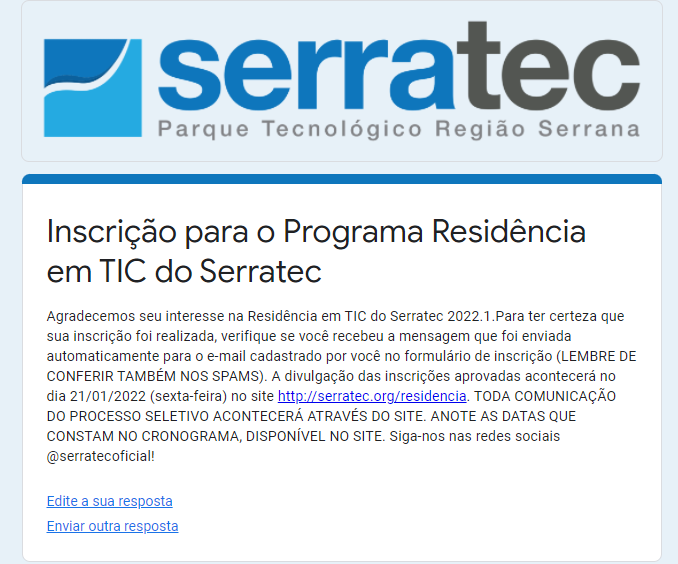 serratec
Parque Tecnológico Região Serrana
Inscrição para o Programa Residência
em TIC do Serratec
Agradecemos seu interesse na Residência em TIC do Serratec 2022.1.Para ter certeza que
sua inscrição foi realizada, verifique se você recebeu a mensagem que foi enviada
automaticamente para o e-mail cadastrado por você no formulário de inscrição (LEMBRE DE
CONFERIR TAMBÉM NOS SPAMS). A divulgação das inscrições aprovadas acontecerá no
dia 21/01/2022 (sexta-feira) no site http://serratec.org/residencia. TODA COMUNICAÇÃO
DO PROCESSO SELETIVO ACONTECERÁ ATRAVÉS DO SITE. ANOTE AS DATAS QUE
CONSTAM NO CRONOGRAMA, DISPONÍVEL NO SITE. Siga-nos nas redes sociais
@serratecoficial!
Edite a sua resposta
Enviar outra resposta